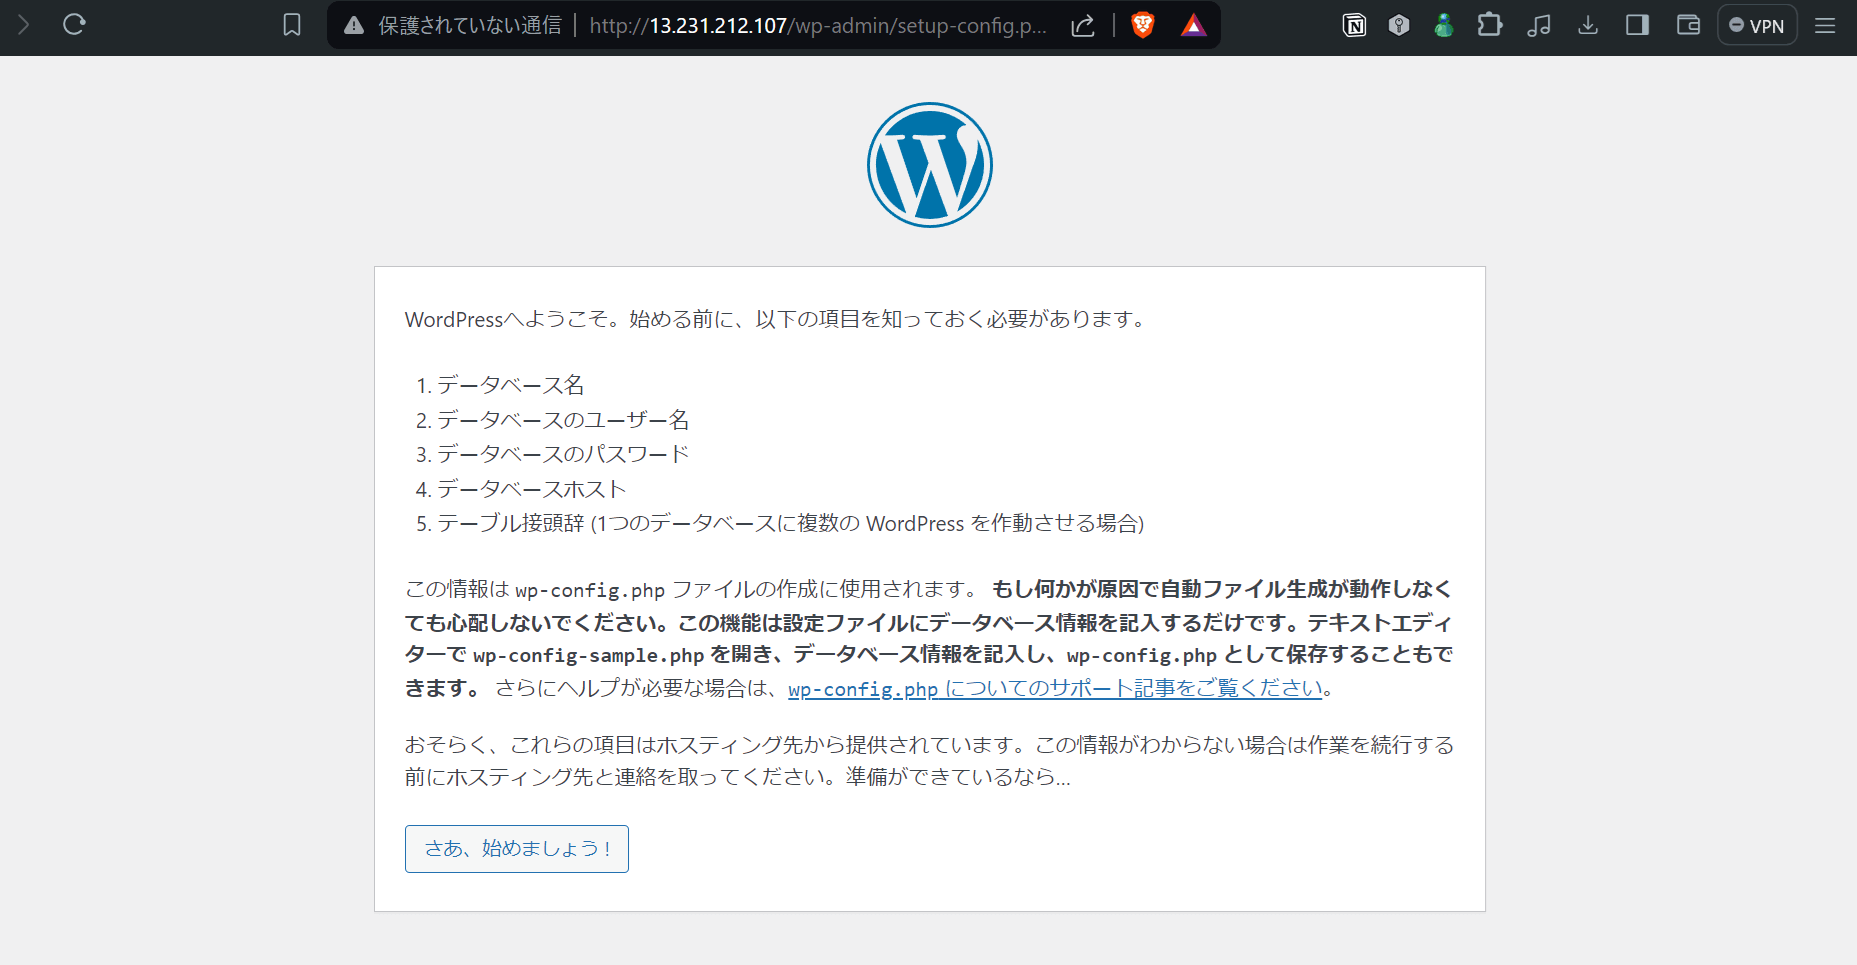 保護されていない通信 http://13.231.212.107/wp-admin/setup-config.p... VPN
WordPressへようこそ。始める前に、以下の項目を知っておく必要があります。
1. データベース名
2. データベースのユーザー名
3. データベースのパスワード
4. データベースホスト
5. テーブル接頭辞 (1つのデータベースに複数の WordPress を作動させる場合)
この情報は wp-config.php ファイルの作成に使用されます。 もし何かが原因で自動ファイル生成が動作しなく
ても心配しないでください。この機能は設定ファイルにデータベース情報を記入するだけです。テキストエディ
ターで wp-config-sample.php を開き、データベース情報を記入し、wp-config.php として保存することもで
きます。 さらにヘルプが必要な場合は、wp-config.php についてのサポート記事をご覧ください。
おそらく、これらの項目はホスティング先から提供されています。この情報がわからない場合は作業を続行する
前にホスティング先と連絡を取ってください。準備ができているなら…
さあ、始めましょう !